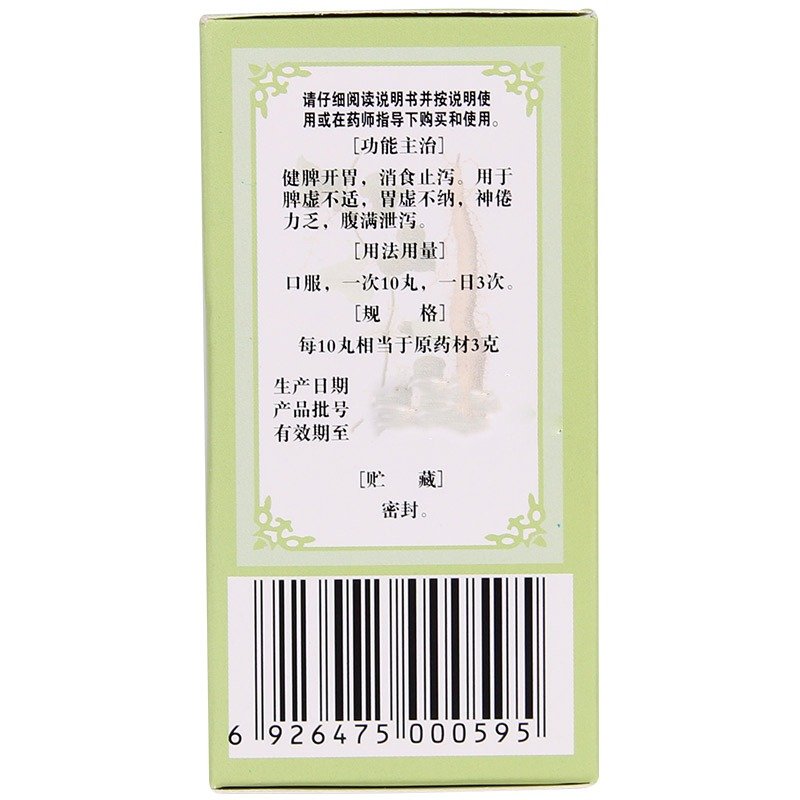 请仔细阅读说明书并按说明使
用或在药师指导下购买和使用。
[功能主治]
健脾开胃，消食止泻。用于
脾虚不适，胃虚不纳，神倦
力乏，腹满泄泻。
[用法用量]
口服，一次10丸，一日3次。
[规 格]
每10丸相当于原药材3克
生产日期
产品批号
有效期至
[贮 藏]
密封。
6 926475 000595